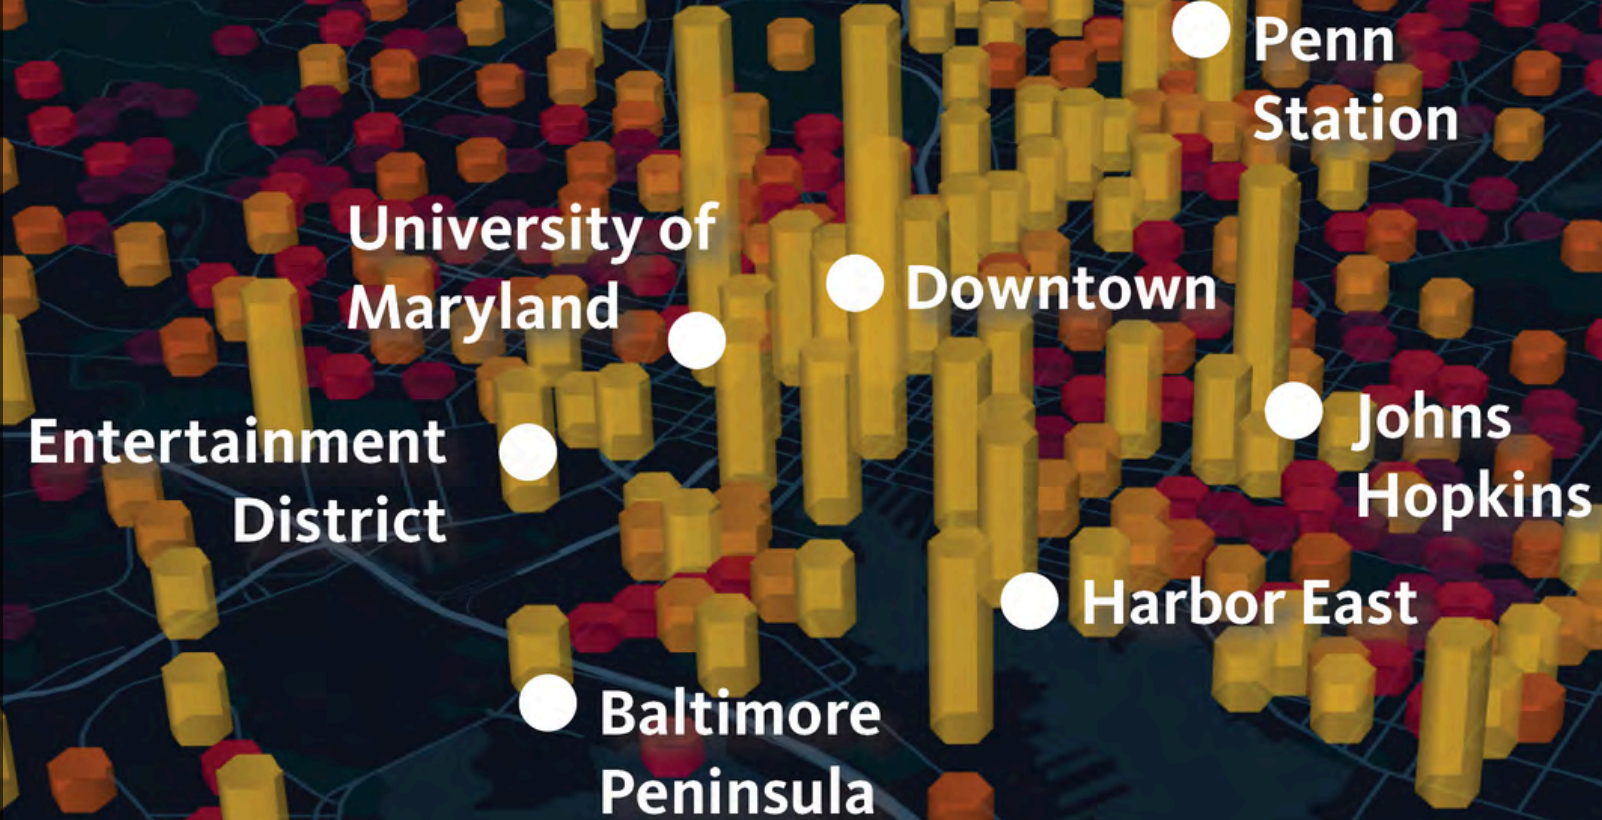 Penn
Station
University of
Maryland
Downtown
Entertainment
District
Johns
Hopkins
Harbor East
Baltimore
Peninsula